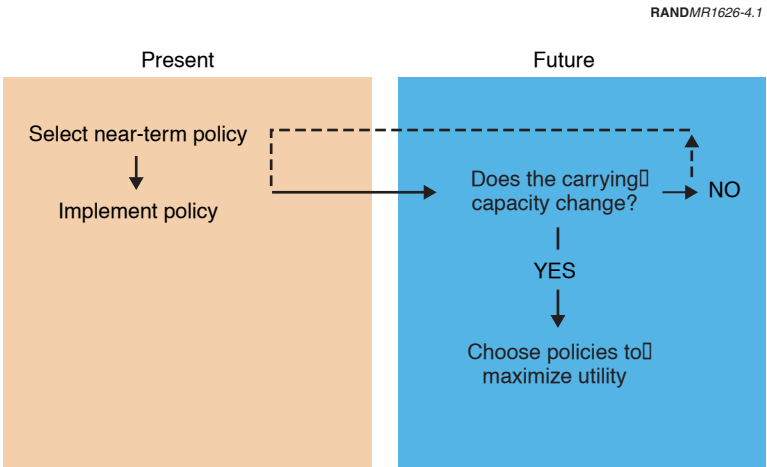 RANDMR1626-4.1
Present
Future
Select near-term policy
Implement policy
Does the carrying▯
capacity change?
NO
YES
Choose policies to▯
maximize utility